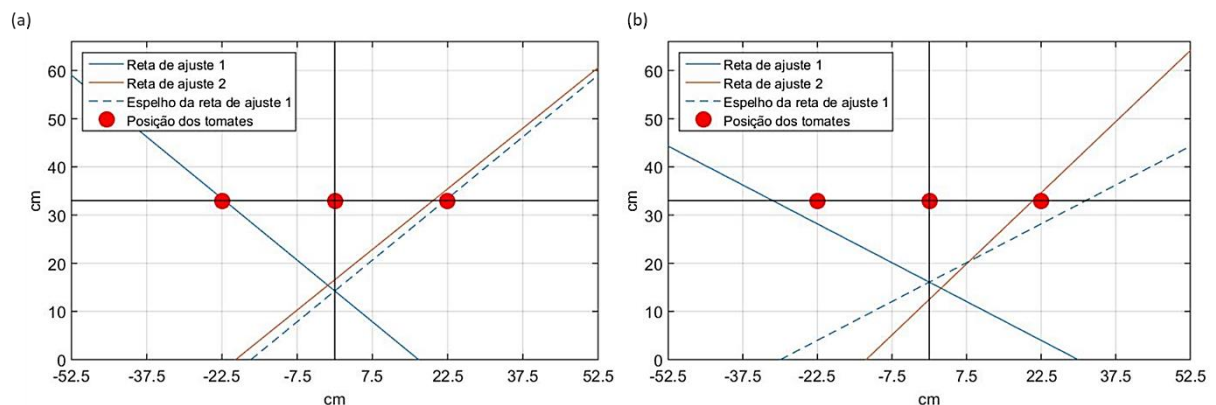 (a)
Reta de ajuste 1
Reta de ajuste 2
Espelho da reta de ajuste 1
Posição dos tomates
60
50
40
30
20
10
0
cm
-52.5 -37.5 -22.5 -7.5 7.5 22.5 37.5 52.5
cm
(b)
Reta de ajuste 1
Reta de ajuste 2
Espelho da reta de ajuste 1
Posição dos tomates
60
50
40
30
20
10
0
cm
-52.5 -37.5 -22.5 -7.5 7.5 22.5 37.5 52.5
cm